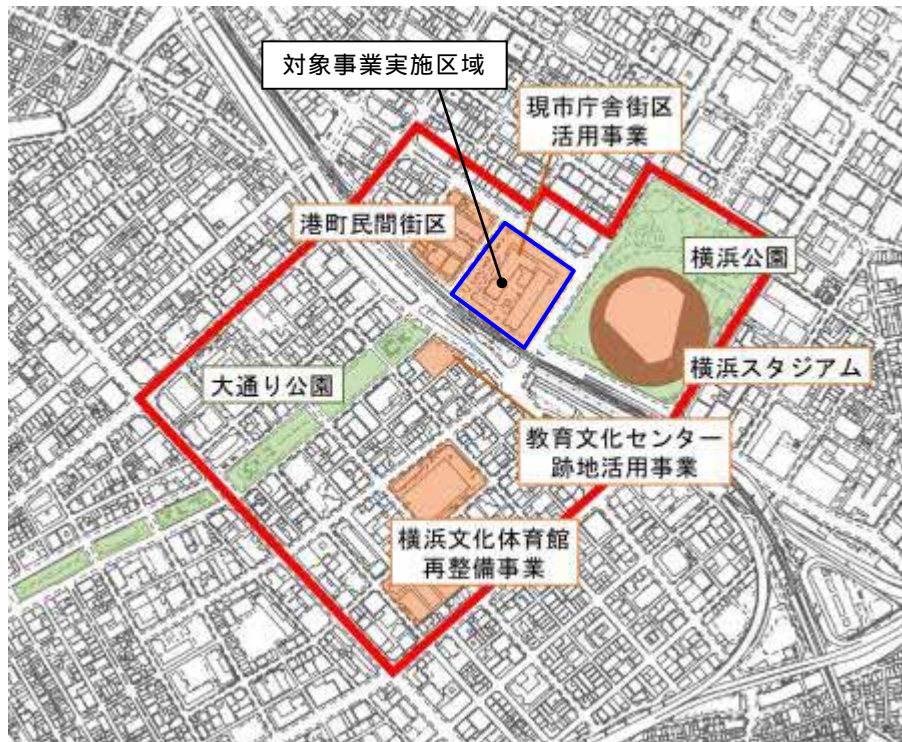 対象事業実施区域
現市庁舎街区
活用事業
港町民間街区
横浜公園
横浜スタジアム
大通り公園
教育文化センター
跡地活用事業
横浜文化体育館
再整備事業